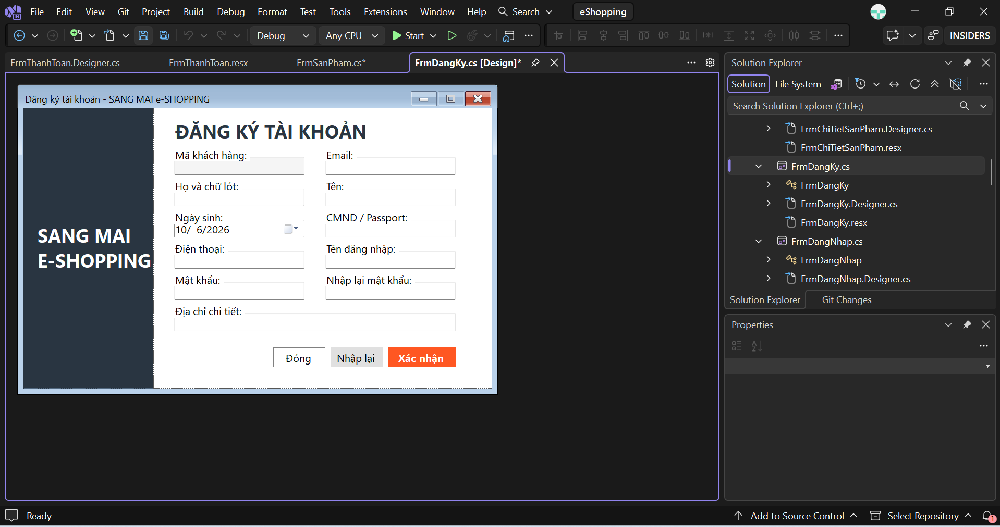 File Edit View Git Project Build Debug Format Test Tools Extensions Window Help Search eShopping
IN
Debug Any CPU Start INSIDERS
FrmThanhToan.Designer.cs FrmThanhToan.resx FrmSanPham.cs* FrmDangKy.cs [Design]*
Đăng ký tài khoản - SANG MAI e-SHOPPING
SANG MAI
E-SHOPPING
ĐĂNG KÝ TÀI KHOẢN
Mã khách hàng: Email:
Họ và chữ lót: Tên:
Ngày sinh: CMND / Passport:
10/ 6/2026
Điện thoại: Tên đăng nhập:
Mật khẩu: Nhập lại mật khẩu:
Địa chỉ chi tiết:
Đóng Nhập lại Xác nhận
Solution Explorer
Solution File System
Search Solution Explorer (Ctrl+;)
FrmChiTietSanPham.Designer.cs
FrmChiTietSanPham.resx
FrmDangKy.cs
FrmDangKy
FrmDangKy.Designer.cs
FrmDangKy.resx
FrmDangNhap.cs
FrmDangNhap
FrmDangNhap.Designer.cs
Solution Explorer Git Changes
Properties
AZ
Ready Add to Source Control Select Repository 1